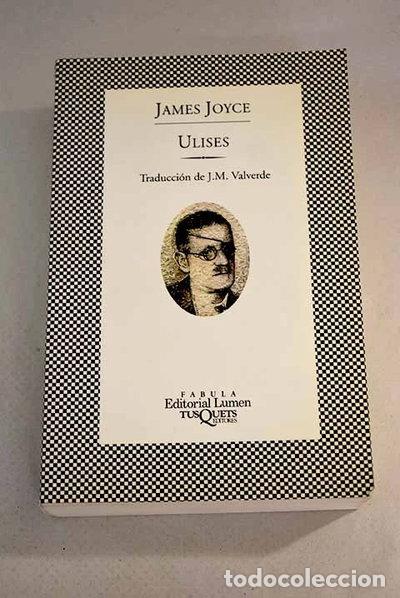 JAMES JOYCE
ULISES
Traducción de J.M. Valverde
FABULA
Editorial Lumen
TUSQUETS
EDITORES
todocoleccion